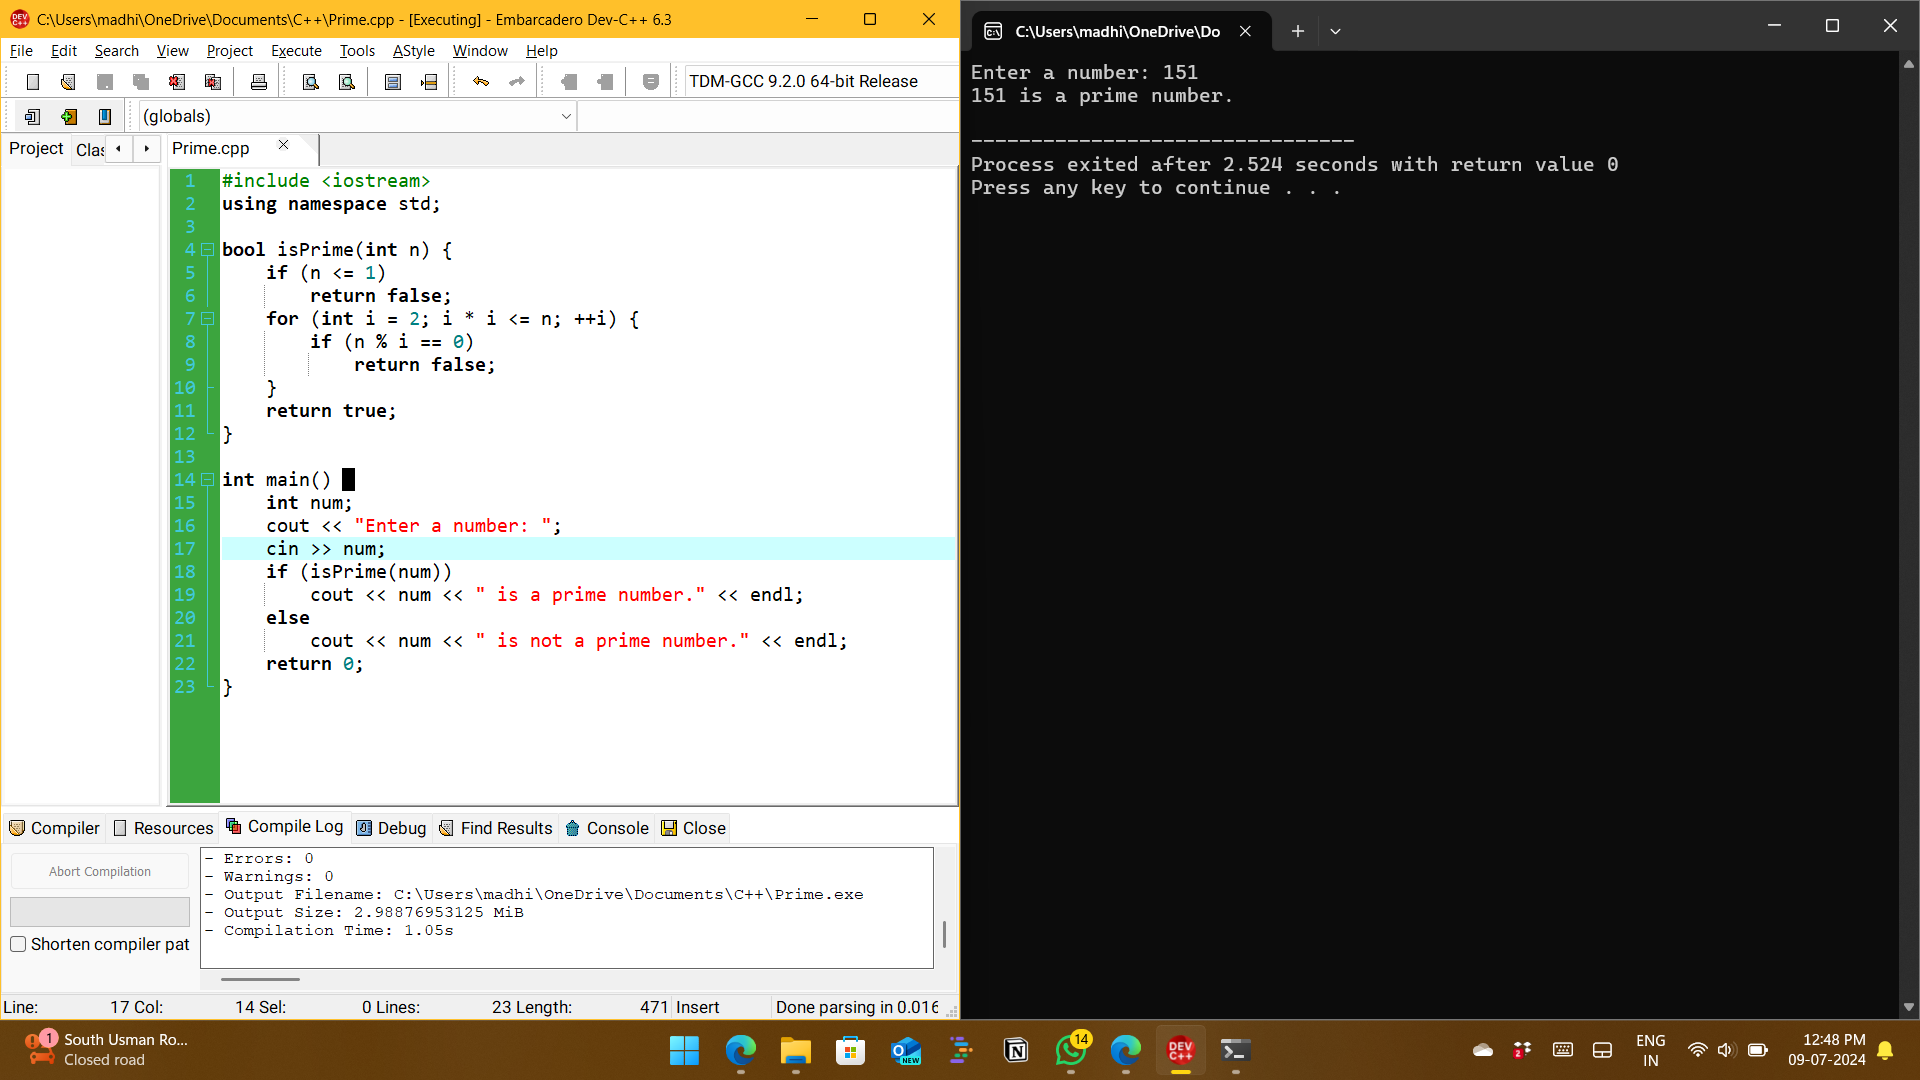 C:\Users\madhi\OneDrive\Documents\C++\Prime.cpp - [Executing] - Embarcadero Dev-C++ 6.3
File Edit Search View Project Execute Tools AStyle Window Help
TDM-GCC 9.2.0 64-bit Release
(globals)
Project Clas
Prime.cpp
1 #include <iostream>
2 using namespace std;
3
4 bool isPrime(int n) {
5     if (n <= 1)
6         return false;
7     for (int i = 2; i * i <= n; ++i) {
8         if (n % i == 0)
9             return false;
10     }
11     return true;
12 }
13
14 int main()
15     int num;
16     cout << "Enter a number: ";
17     cin >> num;
18     if (isPrime(num))
19         cout << num << " is a prime number." << endl;
20     else
21         cout << num << " is not a prime number." << endl;
22     return 0;
23 }
Compiler Resources Compile Log Debug Find Results Console Close
Abort Compilation
Shorten compiler pat
- Errors: 0
- Warnings: 0
- Output Filename: C:\Users\madhi\OneDrive\Documents\C++\Prime.exe
- Output Size: 2.98876953125 MiB
- Compilation Time: 1.05s
Line: 17 Col: 14 Sel: 0 Lines: 23 Length: 471 Insert Done parsing in 0.016
C:\Users\madhi\OneDrive\Do
Enter a number: 151
151 is a prime number.
--------------------------------
Process exited after 2.524 seconds with return value 0
Press any key to continue . . .
1
South Usman Ro...
Closed road
NEW
14
DEV
C++
2
ENG
IN
12:48 PM
09-07-2024